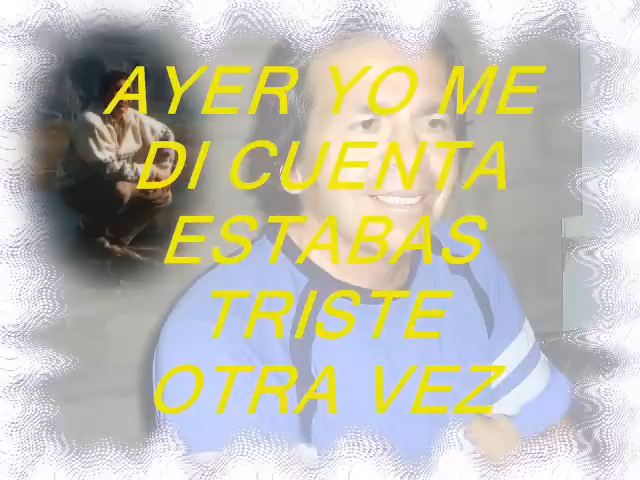 AYER YO ME
DI CUENTA
ESTABAS
TRISTE
OTRA VEZ